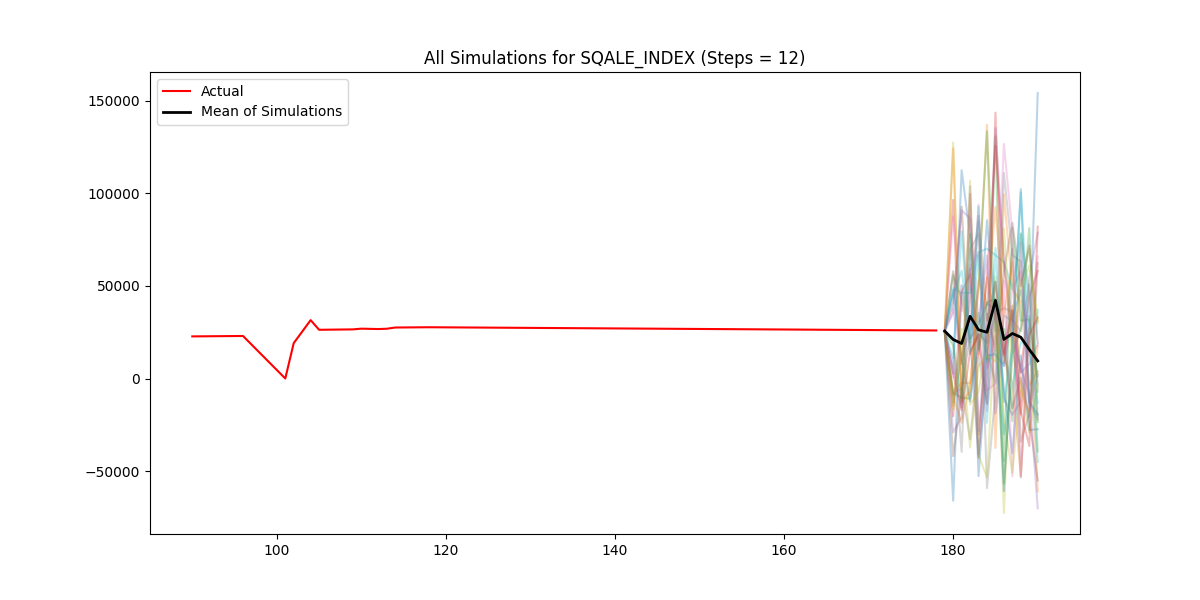 All Simulations for SQALE_INDEX (Steps = 12)
Actual
Mean of Simulations
150000
100000
50000
0
−50000
100 120 140 160 180